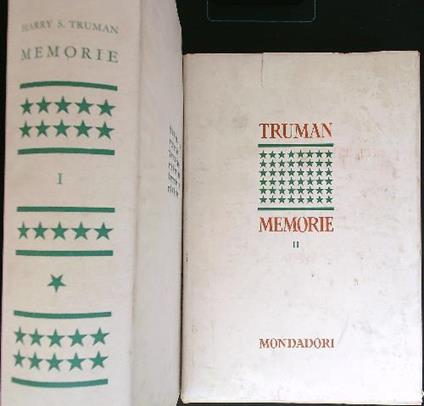 HARRY S. TRUMAN
MEMORIE
I
TRUMAN
MEMORIE
II
MONDADORI